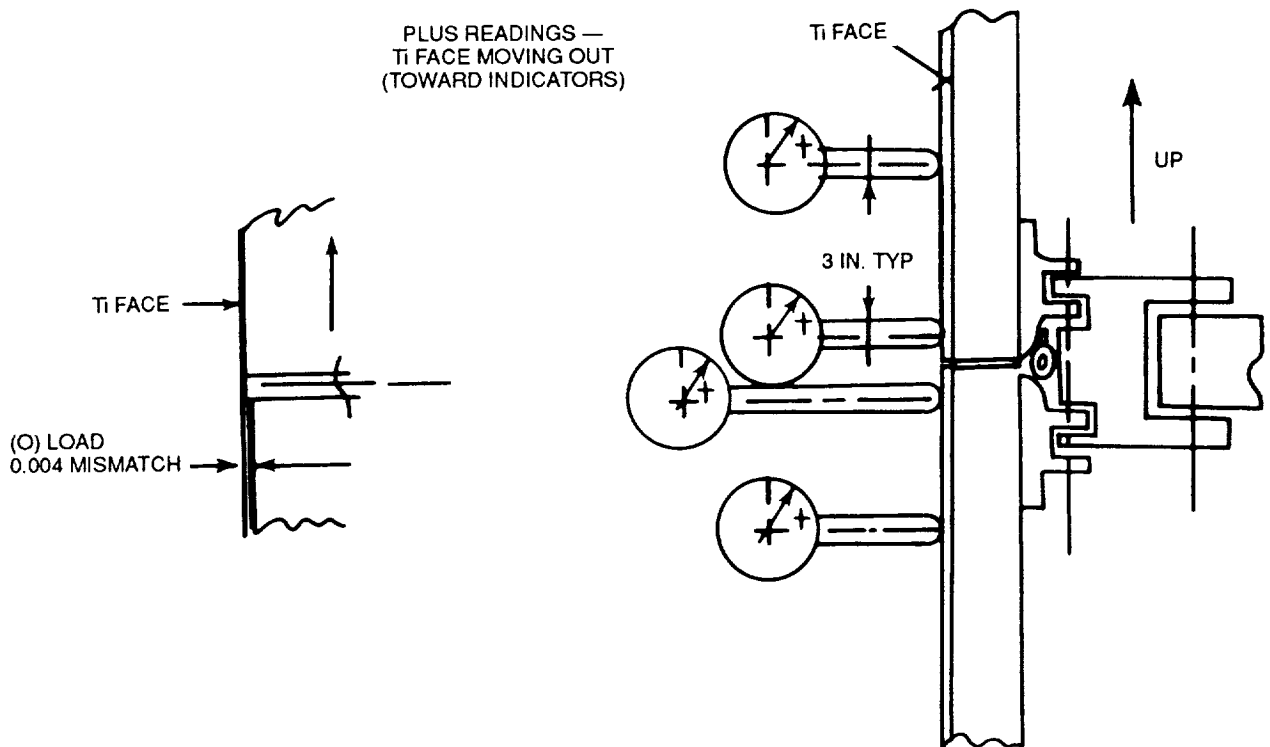 PLUS READINGS —
Ti FACE MOVING OUT
(TOWARD INDICATORS)
Ti FACE
UP
3 IN. TYP
Ti FACE
(O) LOAD
0.004 MISMATCH